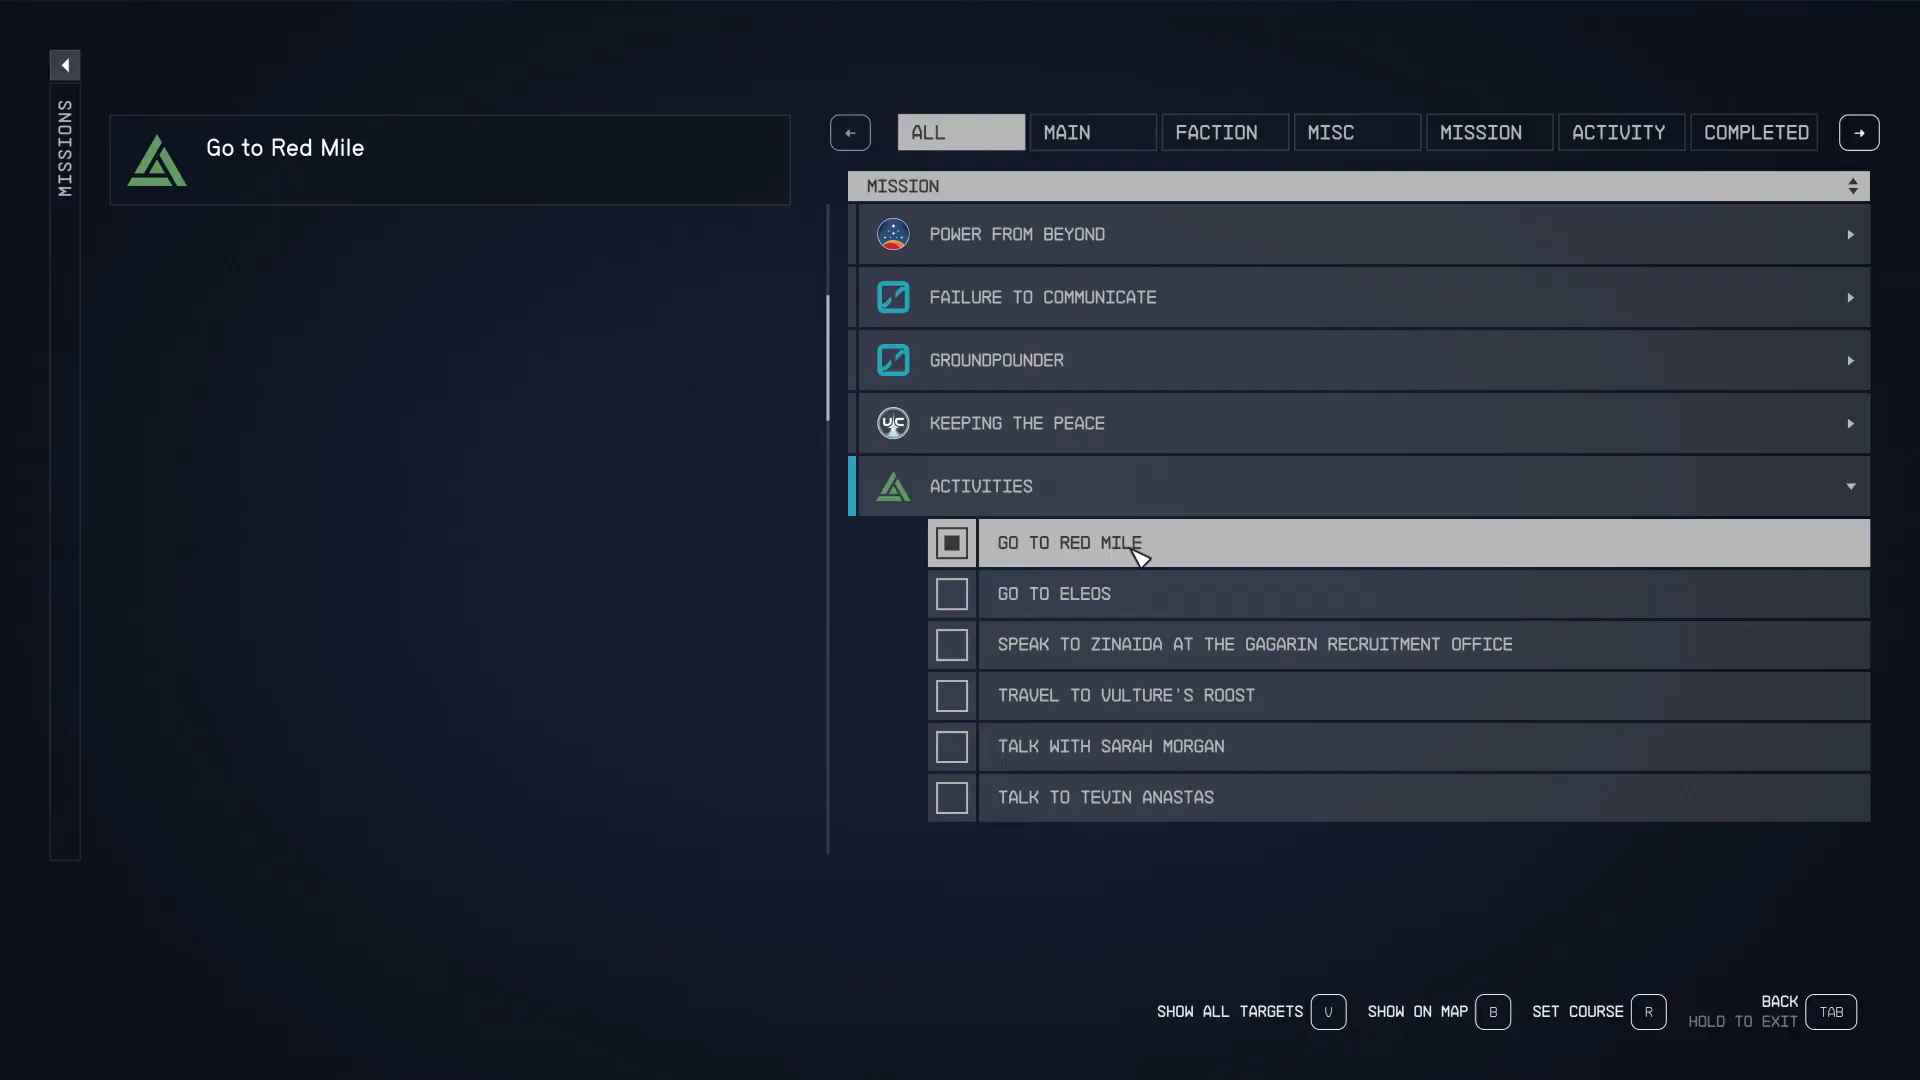 MISSIONS
Go to Red Mile
ALL
MAIN
FACTION
MISC
MISSION
ACTIVITY
COMPLETED
MISSION
POWER FROM BEYOND
FAILURE TO COMMUNICATE
GROUNDPOUNDER
UC
KEEPING THE PEACE
ACTIVITIES
GO TO RED MILE
GO TO ELEOS
SPEAK TO ZINAIDA AT THE GAGARIN RECRUITMENT OFFICE
TRAVEL TO VULTURE'S ROOST
TALK WITH SARAH MORGAN
TALK TO TEVIN ANASTAS
SHOW ALL TARGETS V
SHOW ON MAP B
SET COURSE R
BACK
HOLD TO EXIT
TAB